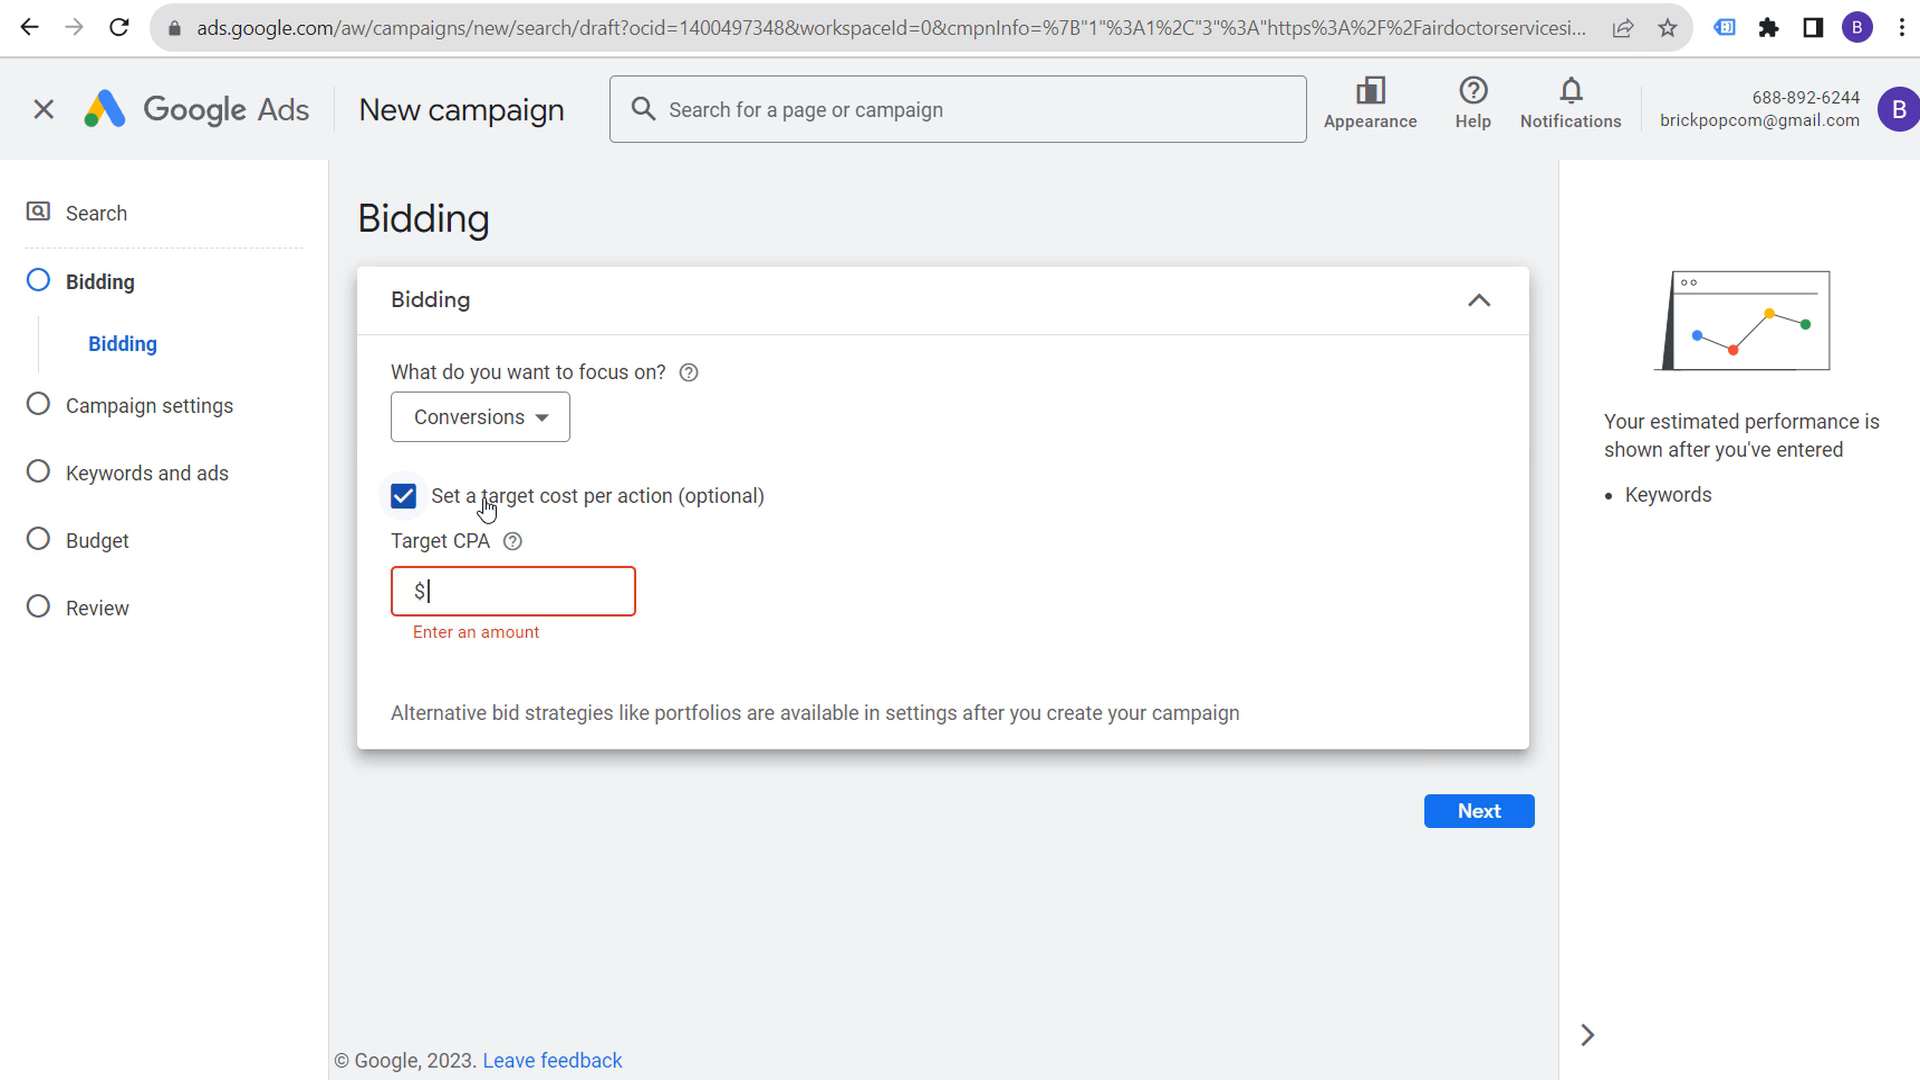 ads.google.com/aw/campaigns/new/search/draft?ocid=1400497348&workspaceId=0&cmpnInfo=%7B"1"%3A1%2C"3"%3A"https%3A%2F%2Fairdoctorservicesi...
B
Google Ads
New campaign
Search for a page or campaign
Appearance
Help
Notifications
688-892-6244
brickpopcom@gmail.com
B
Search
Bidding
Bidding
Campaign settings
Keywords and ads
Budget
Review
Bidding
Bidding
What do you want to focus on?
Conversions
Set a target cost per action (optional)
Target CPA
$
Enter an amount
Alternative bid strategies like portfolios are available in settings after you create your campaign
Next
Your estimated performance is
shown after you've entered
• Keywords
© Google, 2023. Leave feedback